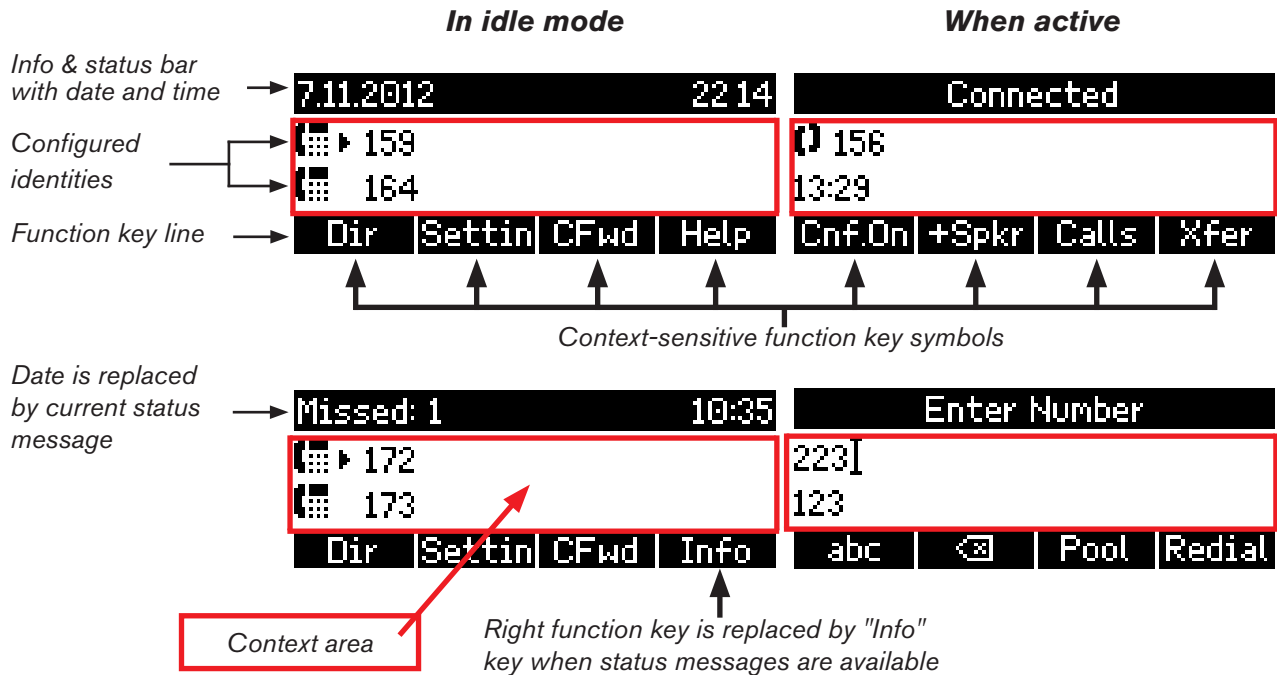 In idle mode
When active
Info & status bar
with date and time
7.11.2012 22 14
Connected
Configured
identities
159
164
156
13:29
Function key line
Dir Settin CFwd Help
Cnf.On +Spkr Calls Xfer
Context-sensitive function key symbols
Date is replaced
by current status
message
Missed: 1 10:35
Enter Number
172
173
223
123
Dir Settin CFwd Info
abc Pool Redial
Context area
Right function key is replaced by "Info"
key when status messages are available